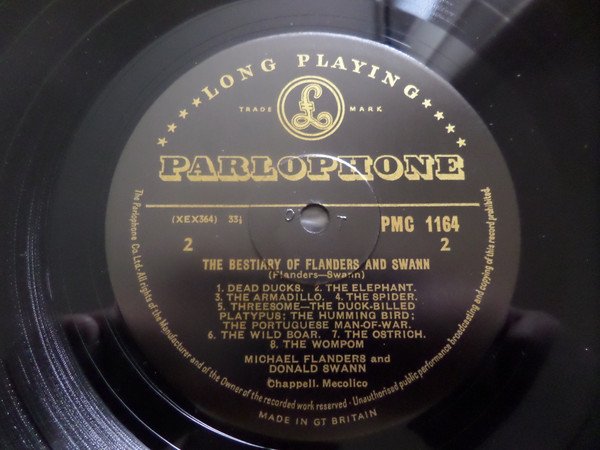 ★★★★★ LONG PLAYING ★★★★★
TRADE £ MARK
PARLOPHONE
(XEX364) 33⅓
PMC 1164
2
2
THE BESTIARY OF FLANDERS AND SWANN
(Flanders—Swann)
1. DEAD DUCKS. 2. THE ELEPHANT.
3. THE ARMADILLO. 4. THE SPIDER.
5. THREESOME—THE DUCK-BILLED
PLATYPUS; THE HUMMING BIRD;
THE PORTUGUESE MAN-OF-WAR.
6. THE WILD BOAR. 7. THE OSTRICH.
8. THE WOMPOM
MICHAEL FLANDERS and
DONALD SWANN
Chappell. Mecolico
The Parlophone Co. Ltd. All rights of the Manufacturer and of the Owner of the recorded work reserved · Unauthorised public performance broadcasting and copying of this record prohibited.
MADE IN GT BRITAIN